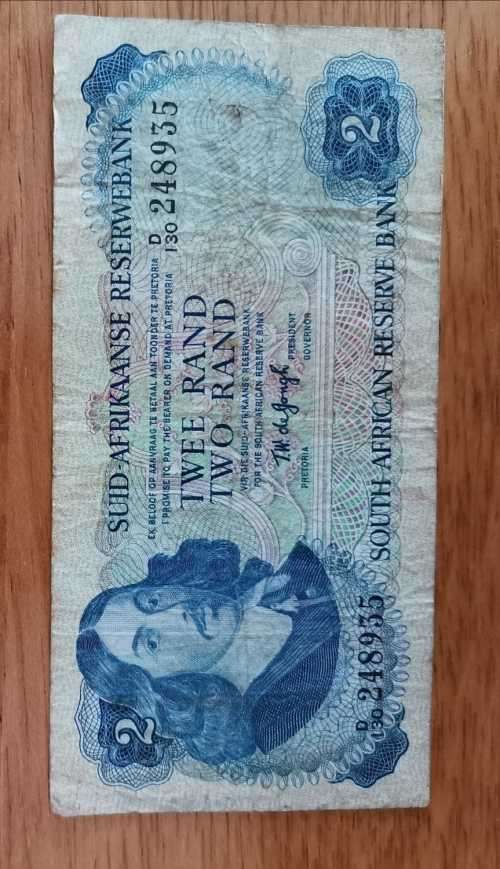 2
SUID-AFRIKAANSE RESERWEBANK
EK BELOOF OP AANVRAAG TE BETAAL AAN TOONDER TE PRETORIA
I PROMISE TO PAY THE BEARER ON DEMAND AT PRETORIA
D
130 248935
TWEE RAND
TWO RAND
VIR DIE SUID-AFRIKAANSE RESERWEBANK
FOR THE SOUTH AFRICAN RESERVE BANK
T.W. de Jongh
PRESIDENT
PRETORIA
GOVERNOR
D
130 248935
SOUTH AFRICAN RESERVE BANK
2